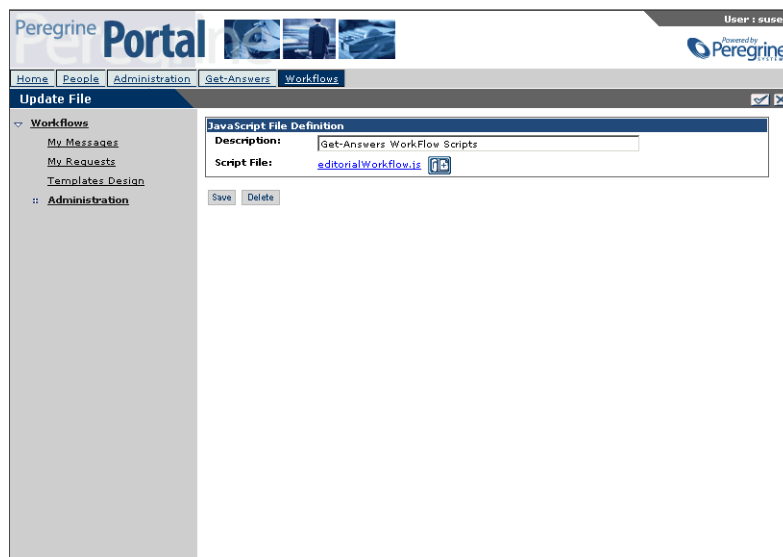 Peregrine Portal
User : suse
Powered by
Peregrine
SYSTEMS
Home People Administration Get-Answers Workflows
Update File
Workflows
My Messages
My Requests
Templates Design
Administration
JavaScript File Definition
Description: Get-Answers WorkFlow Scripts
Script File: editorialWorkflow.js
Save Delete